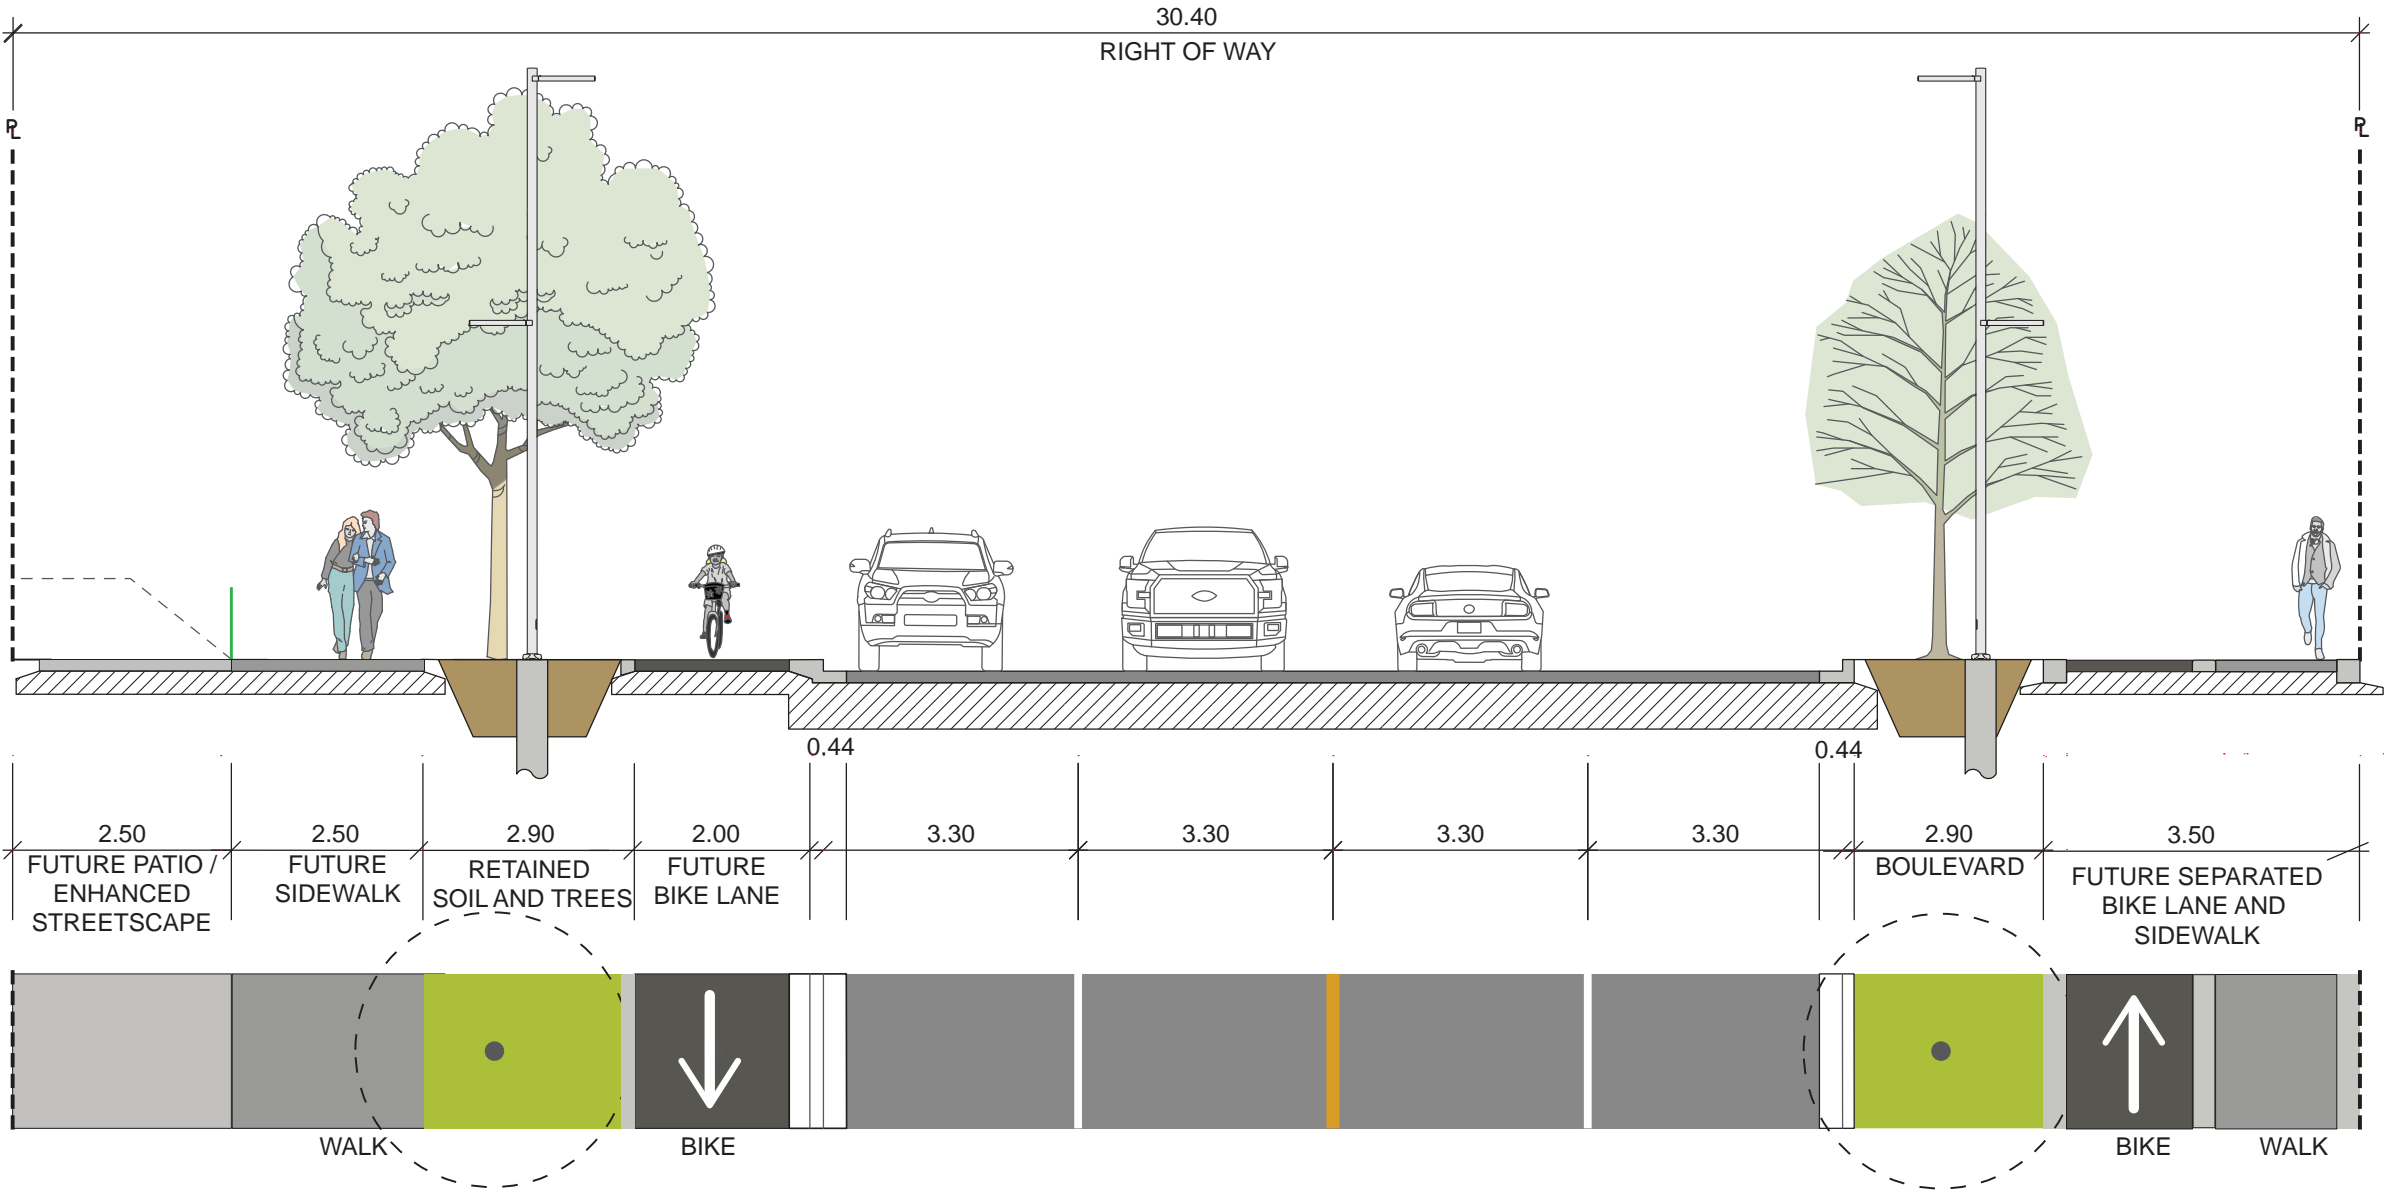 30.40
RIGHT OF WAY
PL
PL
0.44
0.44
2.50
2.50
2.90
2.00
3.30
3.30
3.30
3.30
2.90
3.50
FUTURE PATIO /
ENHANCED
STREETSCAPE
FUTURE
SIDEWALK
RETAINED
SOIL AND TREES
FUTURE
BIKE LANE
BOULEVARD
FUTURE SEPARATED
BIKE LANE AND
SIDEWALK
WALK
BIKE
BIKE
WALK